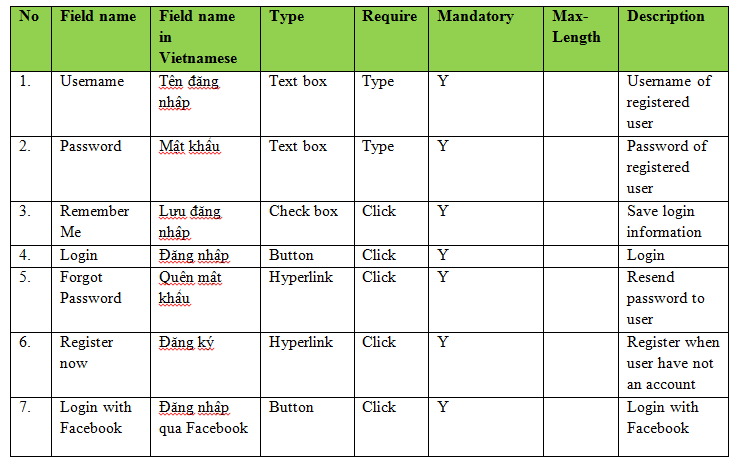 No Field name Field name in Vietnamese Type Require Mandatory Max-Length Description
1. Username Tên đăng nhập Text box Type Y Username of registered user
2. Password Mật khẩu Text box Type Y Password of registered user
3. Remember Me Lưu đăng nhập Check box Click Y Save login information
4. Login Đăng nhập Button Click Y Login
5. Forgot Password Quên mật khẩu Hyperlink Click Y Resend password to user
6. Register now Đăng ký Hyperlink Click Y Register when user have not an account
7. Login with Facebook Đăng nhập qua Facebook Button Click Y Login with Facebook